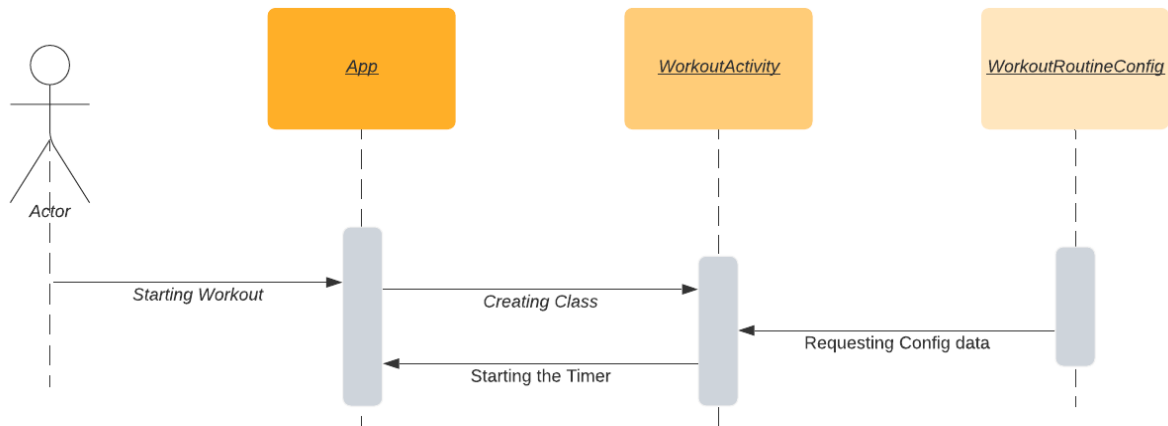 App
WorkoutActivity
WorkoutRoutineConfig
Actor
Starting Workout
Creating Class
Requesting Config data
Starting the Timer